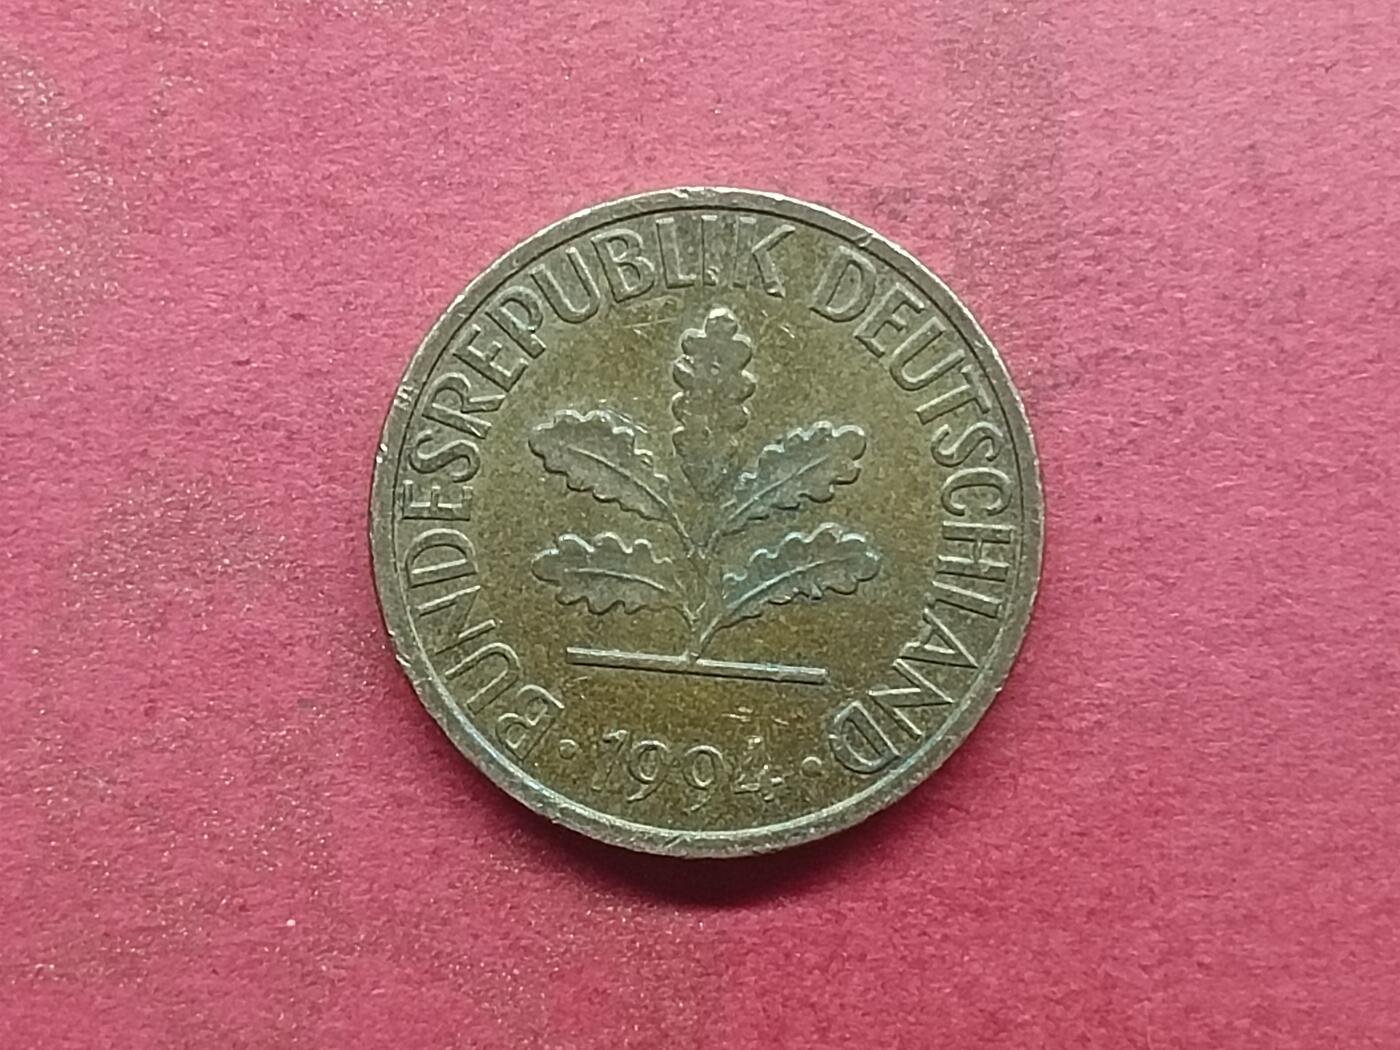 BUNDESREPUBLIK DEUTSCHLAND
· 1994 ·